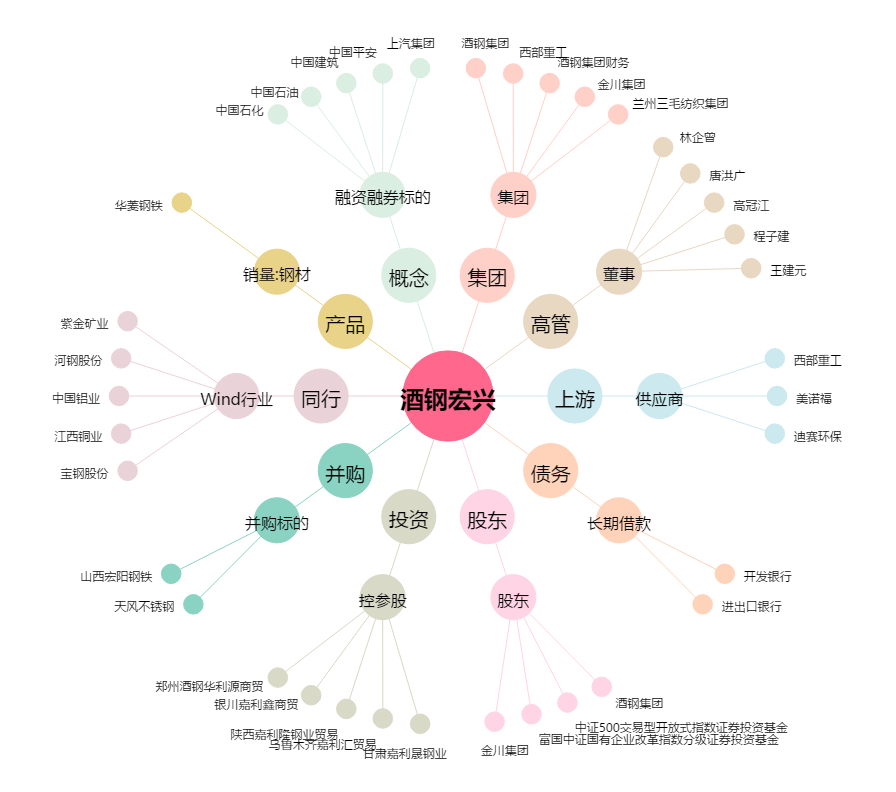 上汽集团
中国平安
中国建筑
中国石油
中国石化
融资融券标的
概念
酒钢集团
西部重工
酒钢集团财务
金川集团
兰州三毛纺织集团
集团
集团
林企曾
唐洪广
高冠江
程子建
王建元
董事
高管
华菱钢铁
销量:钢材
产品
紫金矿业
河钢股份
中国铝业
江西铜业
宝钢股份
Wind行业
同行
酒钢宏兴
上游
供应商
西部重工
美诺福
迪赛环保
并购
并购标的
山西宏阳钢铁
天风不锈钢
债务
长期借款
开发银行
进出口银行
投资
控参股
郑州酒钢华利源商贸
银川嘉利鑫商贸
陕西嘉利隆钢业贸易
乌鲁木齐嘉利汇贸易
甘肃嘉利晟钢业
股东
股东
酒钢集团
中证500交易型开放式指数证券投资基金
富国中证国有企业改革指数分级证券投资基金
金川集团